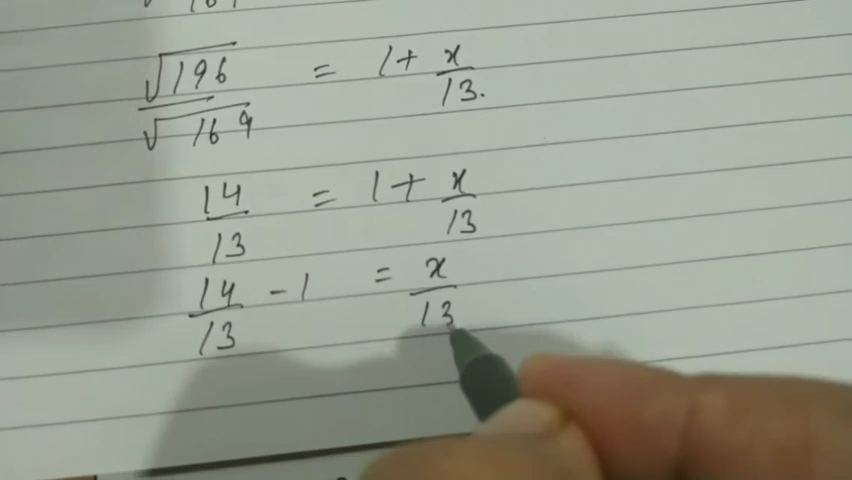 √196 / √169 = 1 + x/13.
14/13 = 1 + x/13
14/13 - 1 = x/13